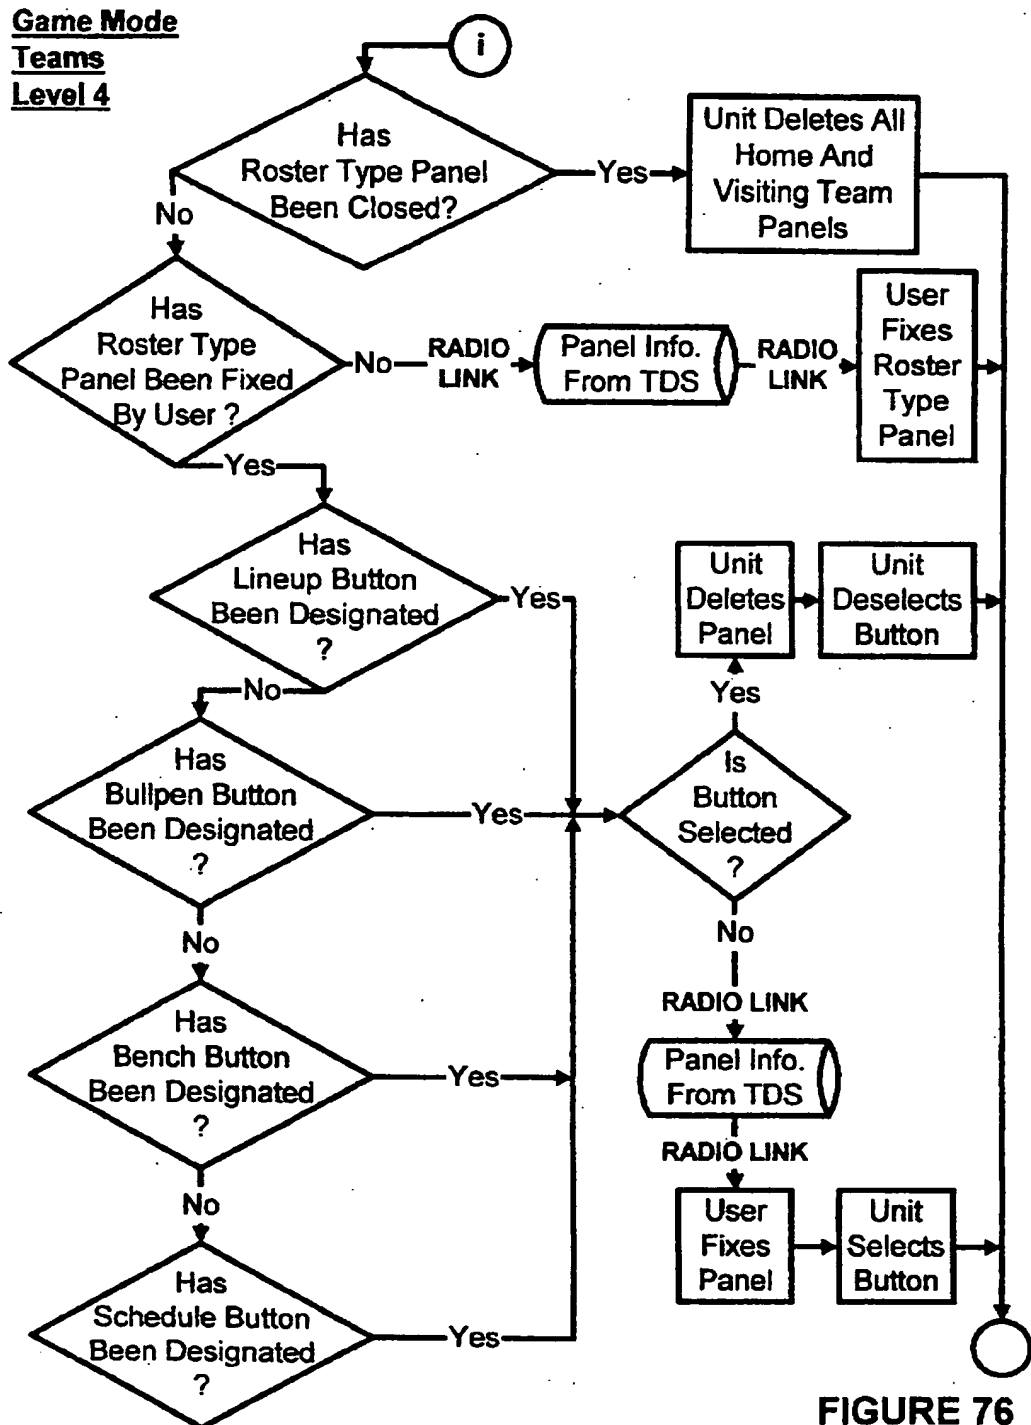 Game Mode
Teams
Level 4
i
Has
Roster Type Panel
Been Closed?
Yes
Unit Deletes All
Home And
Visiting Team
Panels
No
Has
Roster Type
Panel Been Fixed
By User ?
No
RADIO
LINK
Panel Info.
From TDS
RADIO
LINK
User
Fixes
Roster
Type
Panel
Yes
Has
Lineup Button
Been Designated
?
Yes
Unit
Deletes
Panel
Unit
Deselects
Button
No
Yes
Has
Bullpen Button
Been Designated
?
Yes
Is
Button
Selected
?
No
No
RADIO LINK
Has
Bench Button
Been Designated
?
Yes
Panel Info.
From TDS
RADIO LINK
No
User
Fixes
Panel
Unit
Selects
Button
Has
Schedule Button
Been Designated
?
Yes
FIGURE 76